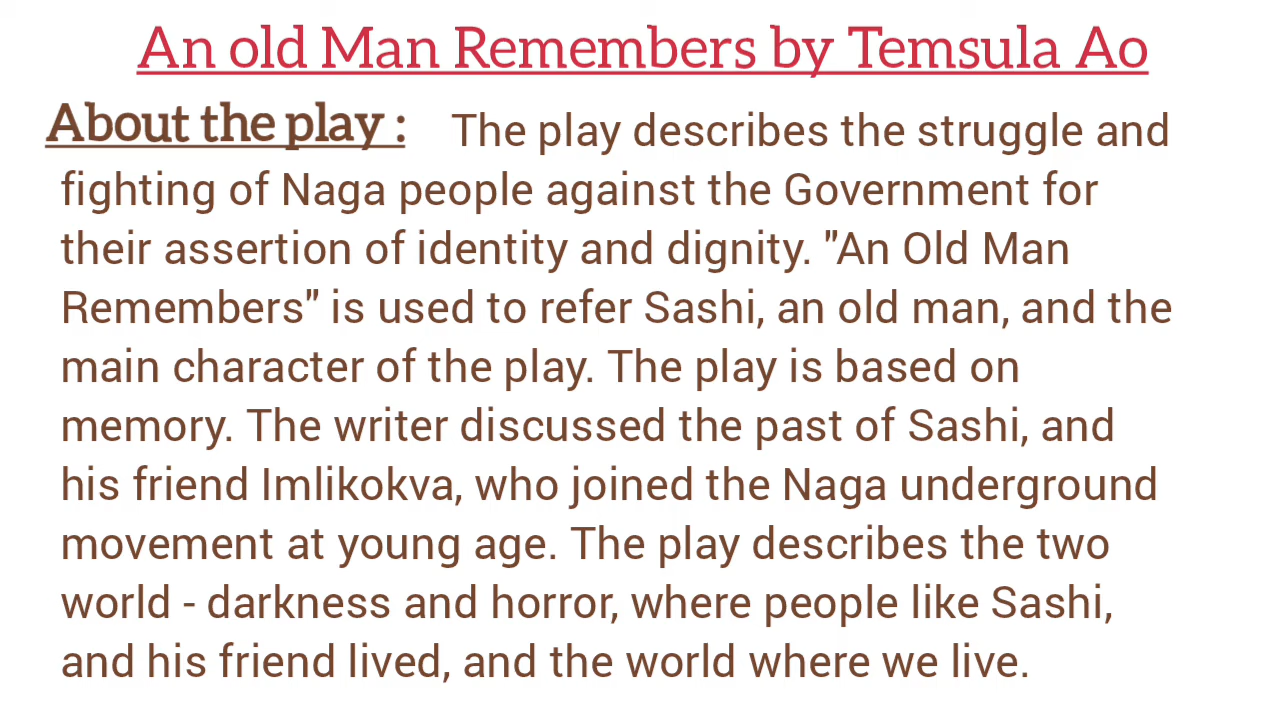 An old Man Remembers by Temsula Ao
About the play : The play describes the struggle and
fighting of Naga people against the Government for
their assertion of identity and dignity. "An Old Man
Remembers" is used to refer Sashi, an old man, and the
main character of the play. The play is based on
memory. The writer discussed the past of Sashi, and
his friend Imlikokva, who joined the Naga underground
movement at young age. The play describes the two
world - darkness and horror, where people like Sashi,
and his friend lived, and the world where we live.